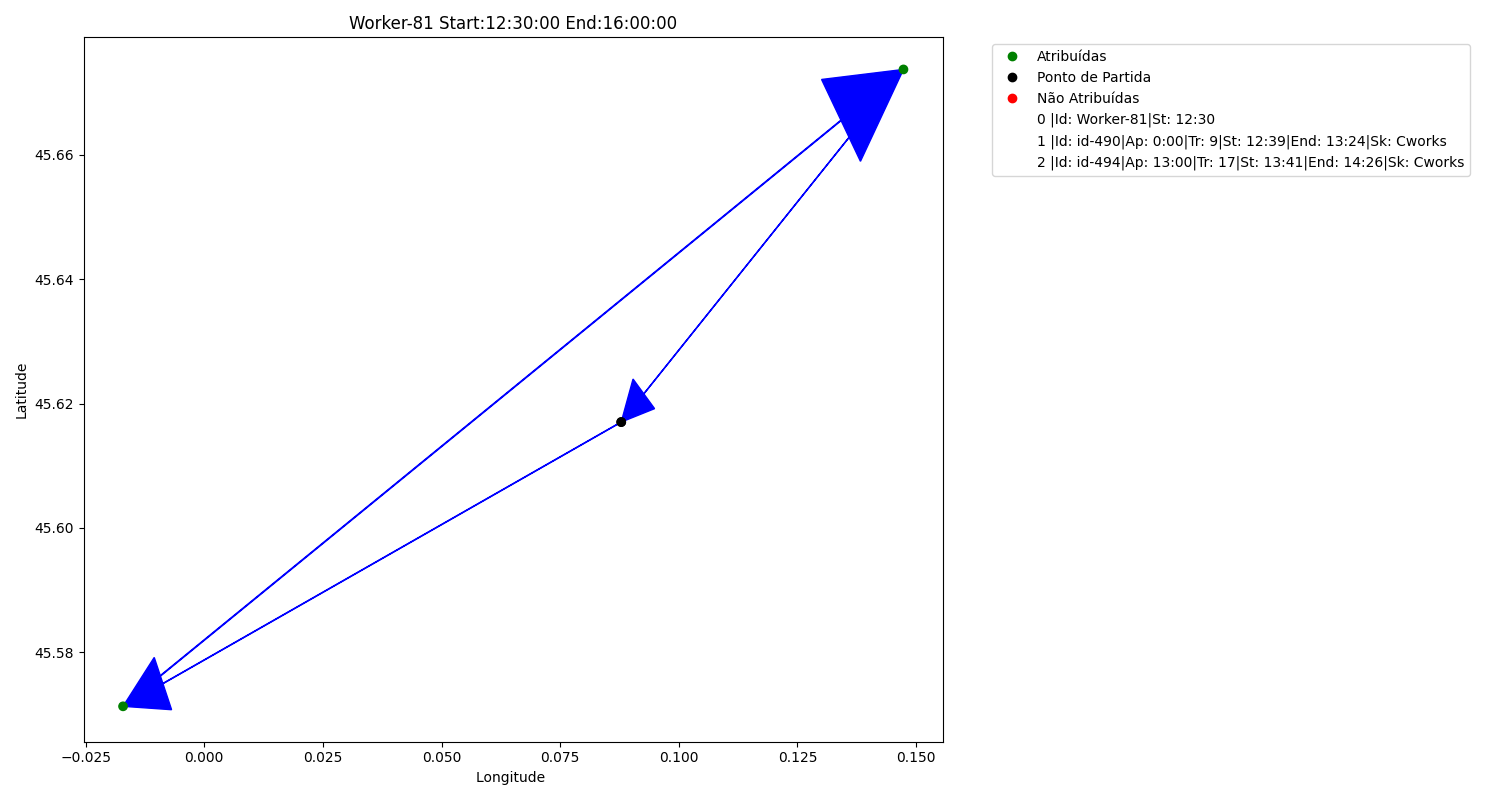 Worker-81 Start:12:30:00 End:16:00:00
Atribuídas
Ponto de Partida
Não Atribuídas
0 |Id: Worker-81|St: 12:30
1 |Id: id-490|Ap: 0:00|Tr: 9|St: 12:39|End: 13:24|Sk: Cworks
2 |Id: id-494|Ap: 13:00|Tr: 17|St: 13:41|End: 14:26|Sk: Cworks
Latitude
45.66
45.64
45.62
45.60
45.58
−0.025 0.000 0.025 0.050 0.075 0.100 0.125 0.150
Longitude